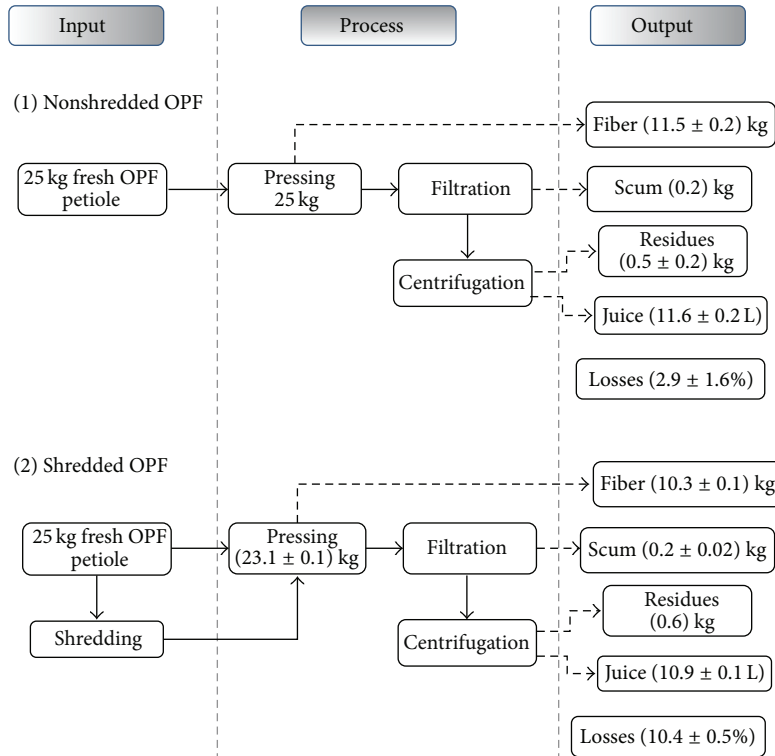 Input
Process
Output
(1) Nonshredded OPF
Fiber (11.5 ± 0.2) kg
25 kg fresh OPF
petiole
Pressing
25 kg
Filtration
Scum (0.2) kg
Residues
(0.5 ± 0.2) kg
Centrifugation
Juice (11.6 ± 0.2 L)
Losses (2.9 ± 1.6%)
(2) Shredded OPF
Fiber (10.3 ± 0.1) kg
25 kg fresh OPF
petiole
Pressing
(23.1 ± 0.1) kg
Filtration
Scum (0.2 ± 0.02) kg
Residues
(0.6) kg
Shredding
Centrifugation
Juice (10.9 ± 0.1 L)
Losses (10.4 ± 0.5%)